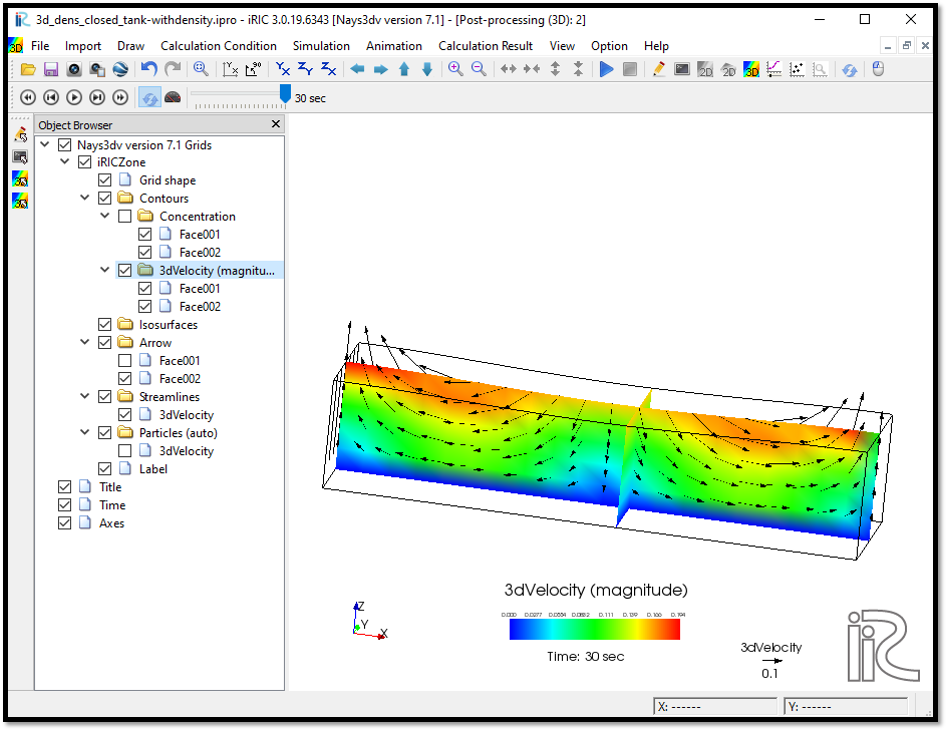 3d_dens_closed_tank-withdensity.ipro - iRIC 3.0.19.6343 [Nays3dv version 7.1] - [Post-processing (3D): 2]
File Import Draw Calculation Condition Simulation Animation Calculation Result View Option Help
30 sec
Object Browser
Nays3dv version 7.1 Grids
iRICZone
Grid shape
Contours
Concentration
Face001
Face002
3dVelocity (magnitu...
Face001
Face002
Isosurfaces
Arrow
Face001
Face002
Streamlines
3dVelocity
Particles (auto)
3dVelocity
Label
Title
Time
Axes
3dVelocity (magnitude)
0.000 0.0277 0.0554 0.0832 0.111 0.139 0.166 0.194
Time: 30 sec
Z
Y
X
3dVelocity
0.1
iRIC
X: ------
Y: ------